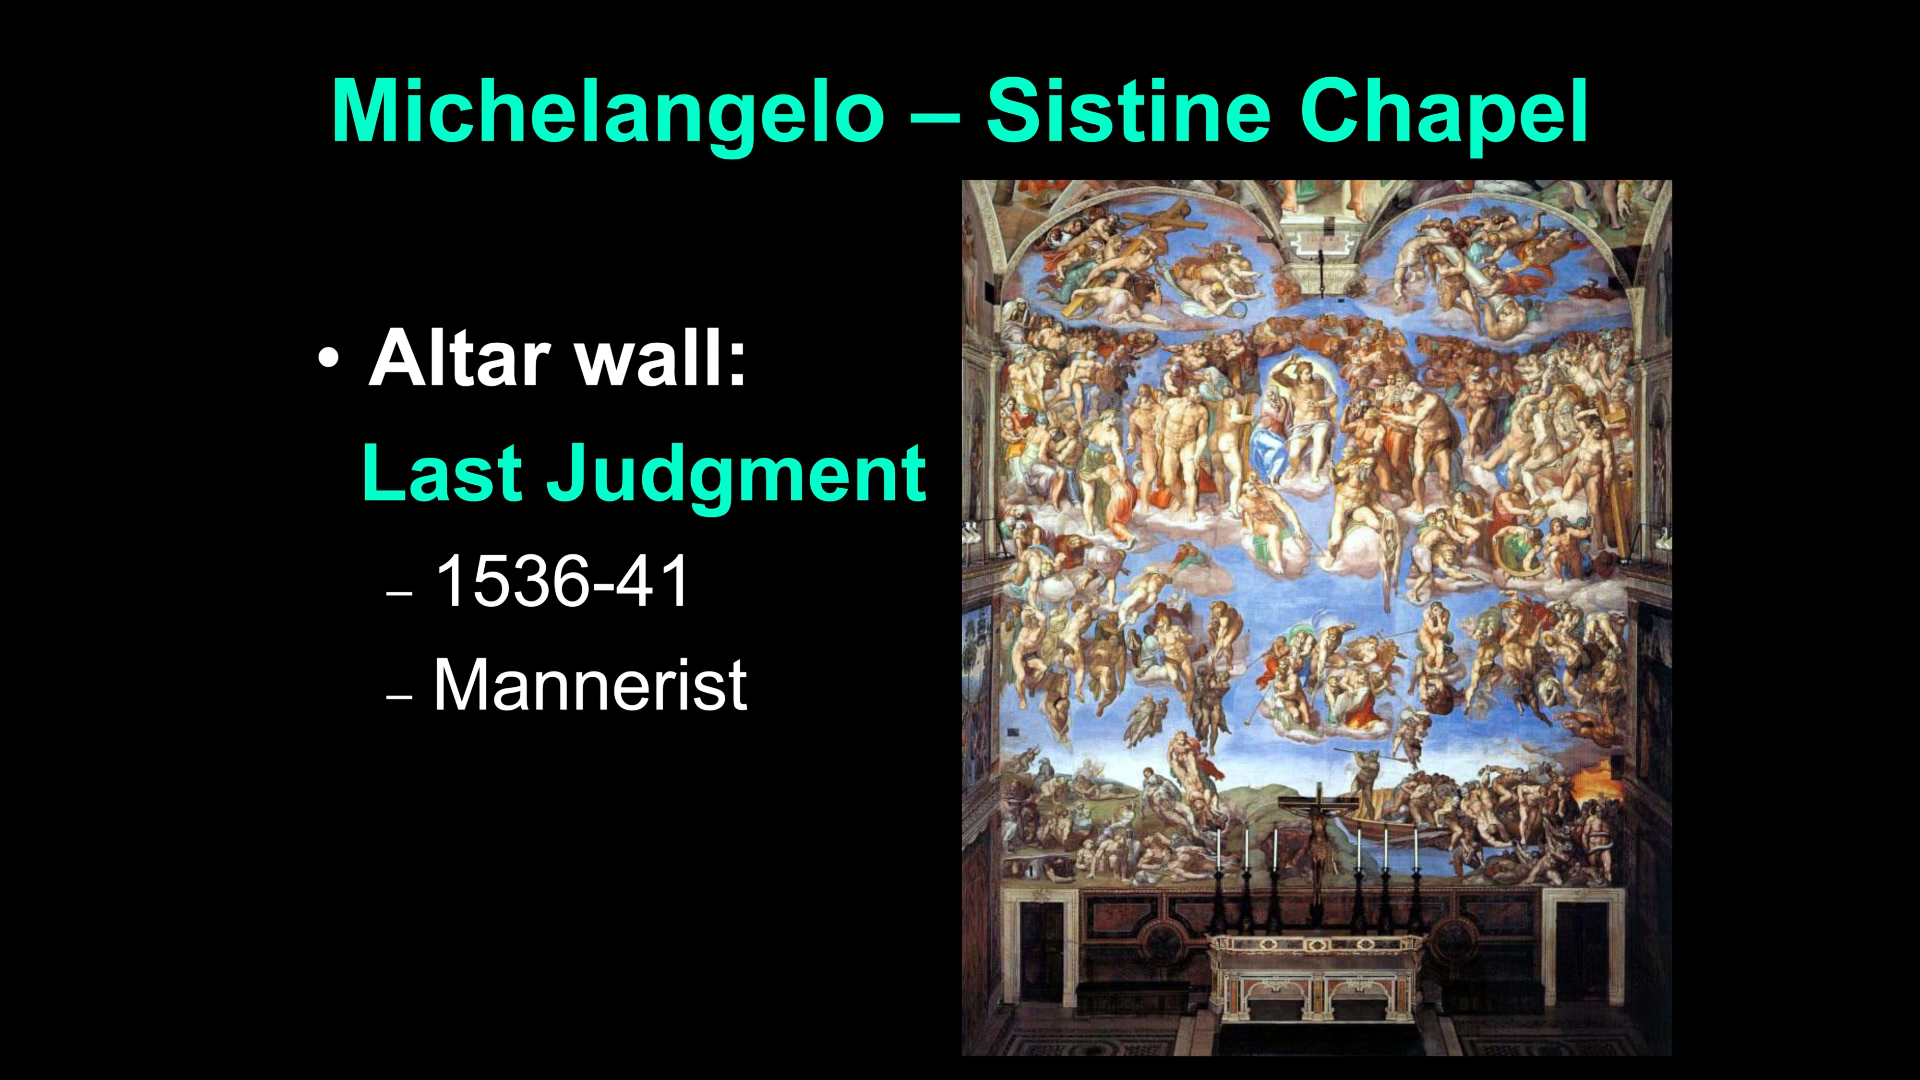 Michelangelo – Sistine Chapel
• Altar wall:
Last Judgment
– 1536-41
– Mannerist